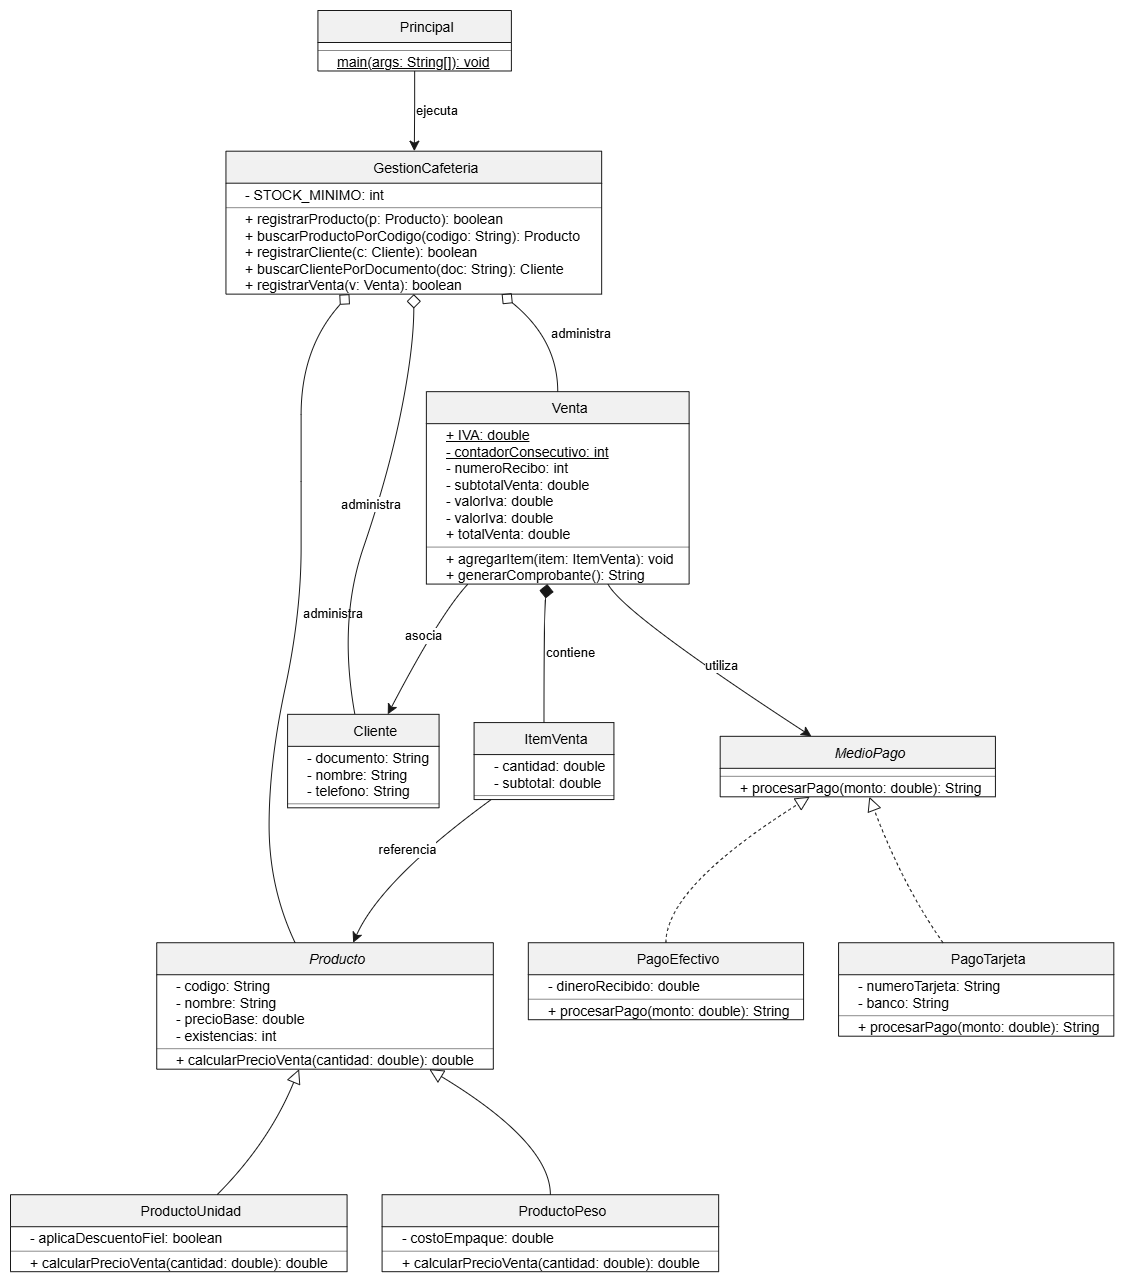 Principal
main(args: String[]): void
ejecuta
GestionCafeteria
- STOCK_MINIMO: int
+ registrarProducto(p: Producto): boolean
+ buscarProductoPorCodigo(codigo: String): Producto
+ registrarCliente(c: Cliente): boolean
+ buscarClientePorDocumento(doc: String): Cliente
+ registrarVenta(v: Venta): boolean
administra
Venta
+ IVA: double
- contadorConsecutivo: int
- numeroRecibo: int
- subtotalVenta: double
- valorIva: double
- valorIva: double
+ totalVenta: double
+ agregarItem(item: ItemVenta): void
+ generarComprobante(): String
administra
administra
asocia
contiene
utiliza
Cliente
- documento: String
- nombre: String
- telefono: String
ItemVenta
- cantidad: double
- subtotal: double
MedioPago
+ procesarPago(monto: double): String
referencia
Producto
- codigo: String
- nombre: String
- precioBase: double
- existencias: int
+ calcularPrecioVenta(cantidad: double): double
PagoEfectivo
- dineroRecibido: double
+ procesarPago(monto: double): String
PagoTarjeta
- numeroTarjeta: String
- banco: String
+ procesarPago(monto: double): String
ProductoUnidad
- aplicaDescuentoFiel: boolean
+ calcularPrecioVenta(cantidad: double): double
ProductoPeso
- costoEmpaque: double
+ calcularPrecioVenta(cantidad: double): double